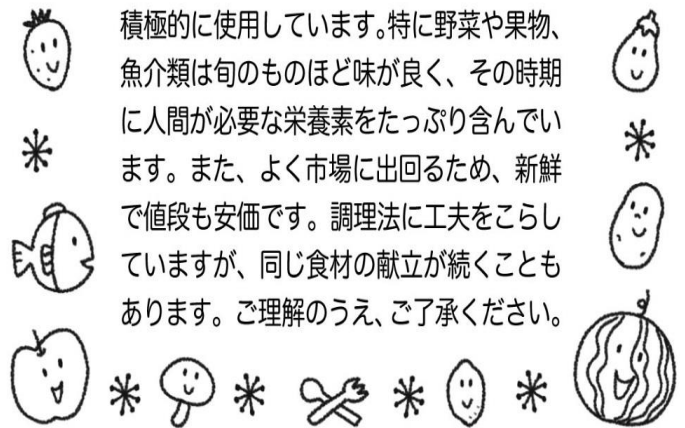 積極的に使用しています。特に野菜や果物、
魚介類は旬のものほど味が良く、その時期
に人間が必要な栄養素をたっぷり含んでい
ます。また、よく市場に出回るため、新鮮
で値段も安価です。調理法に工夫をこらし
ていますが、同じ食材の献立が続くことも
あります。ご理解のうえ、ご了承ください。